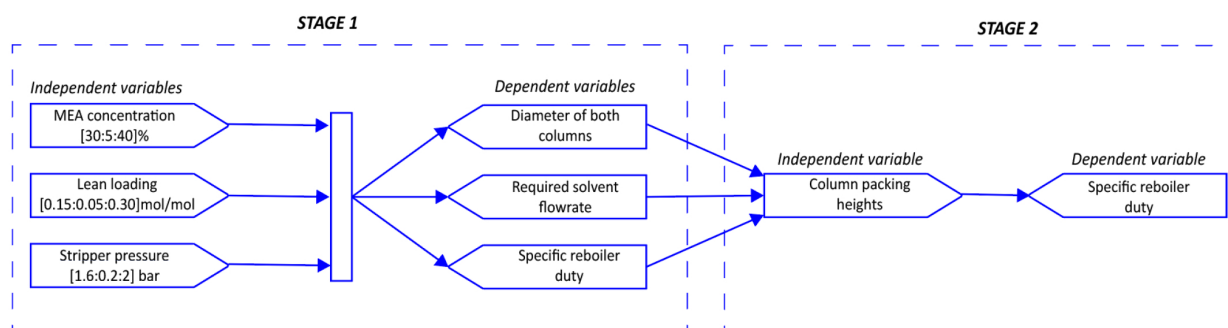 STAGE 1
STAGE 2
Independent variables
MEA concentration
[30:5:40]%
Lean loading
[0.15:0.05:0.30]mol/mol
Stripper pressure
[1.6:0.2:2] bar
Dependent variables
Diameter of both
columns
Required solvent
flowrate
Specific reboiler
duty
Independent variable
Column packing
heights
Dependent variable
Specific reboiler
duty